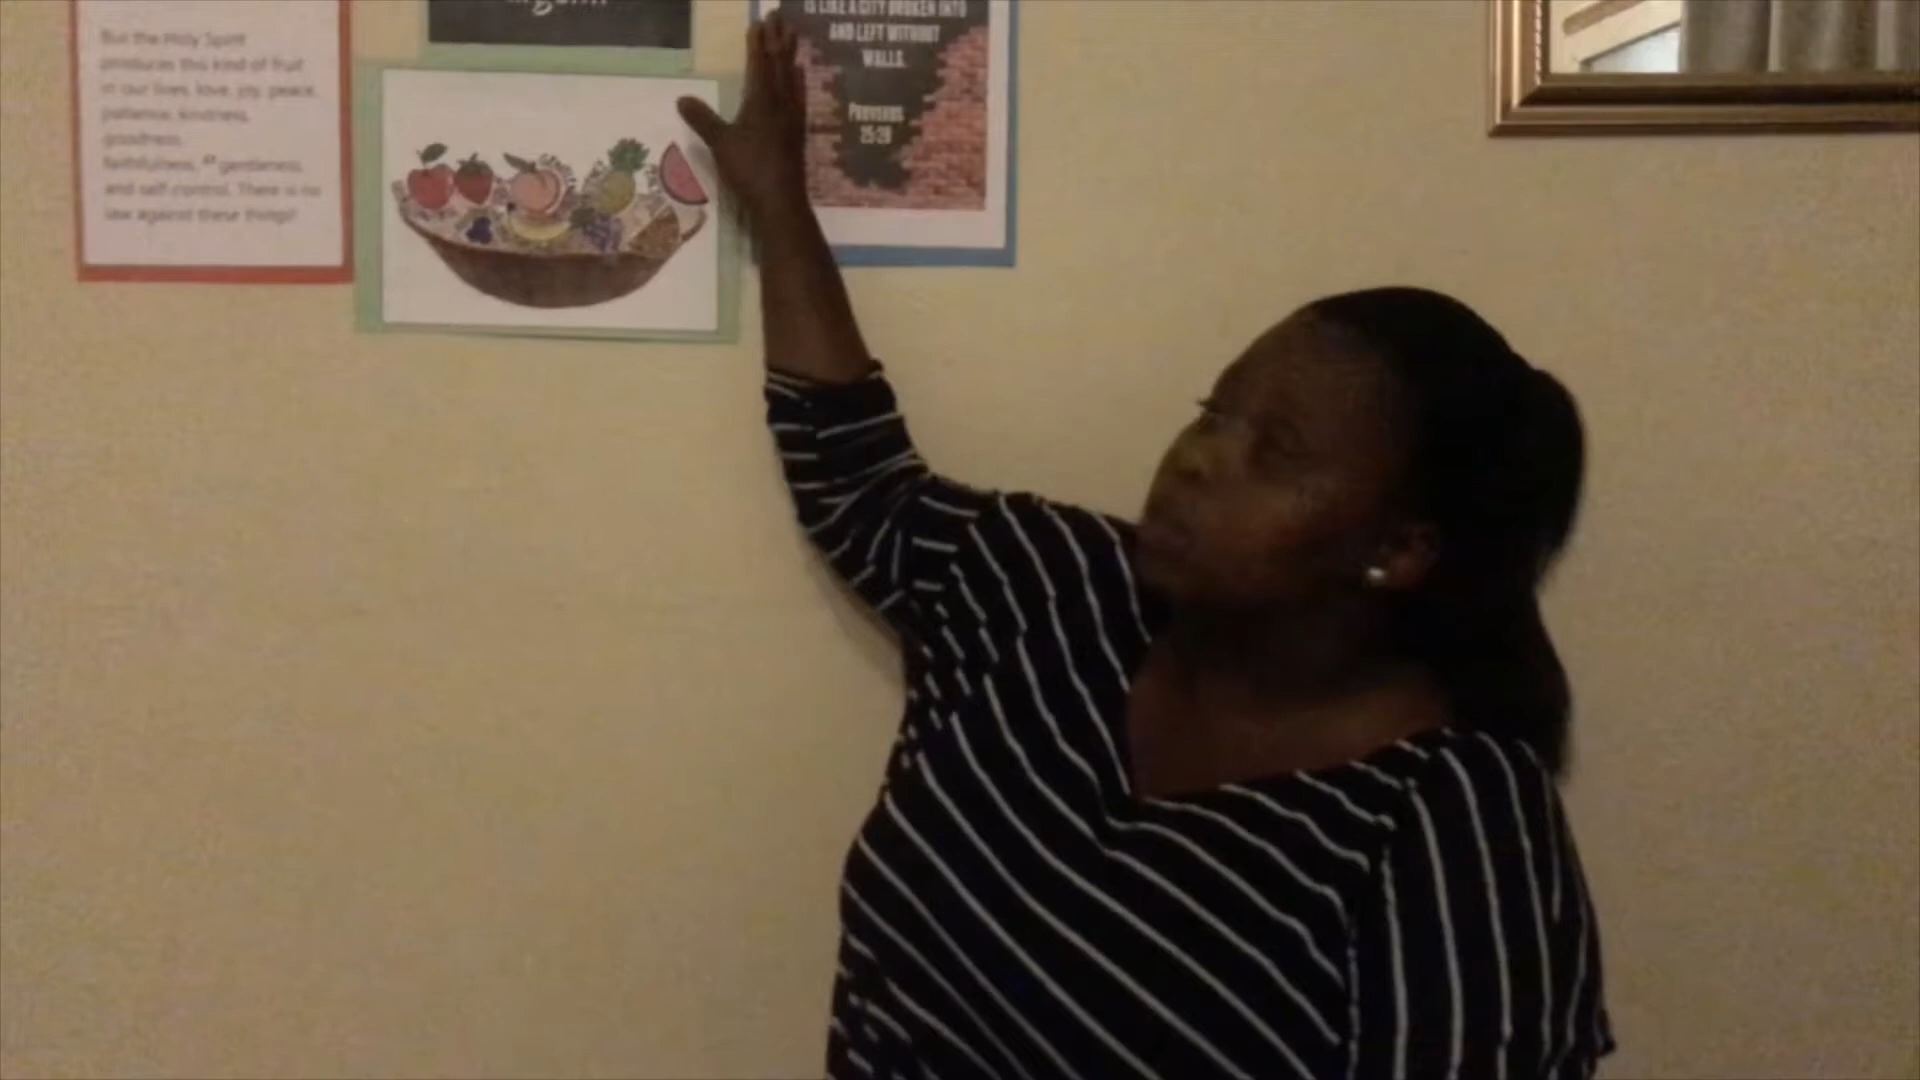 But the Holy Spirit
produces this kind of fruit
in our lives: love, joy, peace,
patience, kindness,
goodness,
faithfulness, gentleness,
and self-control. There is no
law against these things!
IS LIKE A CITY BROKEN INTO
AND LEFT WITHOUT
WALLS.
PROVERBS
25:28